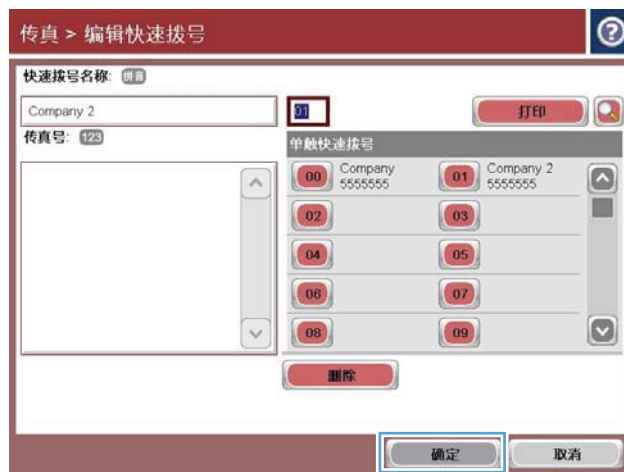 传真 > 编辑快速拨号
快速拨号名称: 拼音
Company 2
01
打印
传真号: 123
单触快速拨号
00 Company 5555555
01 Company 2 5555555
02
03
04
05
06
07
08
09
删除
确定
取消